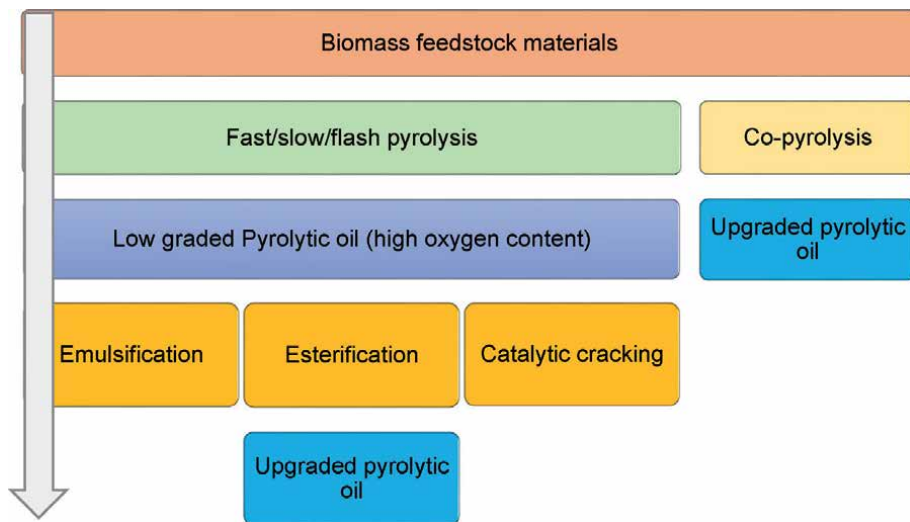 Biomass feedstock materials
Fast/slow/flash pyrolysis
Co-pyrolysis
Low graded Pyrolytic oil (high oxygen content)
Upgraded pyrolytic
oil
Emulsification
Esterification
Catalytic cracking
Upgraded pyrolytic
oil